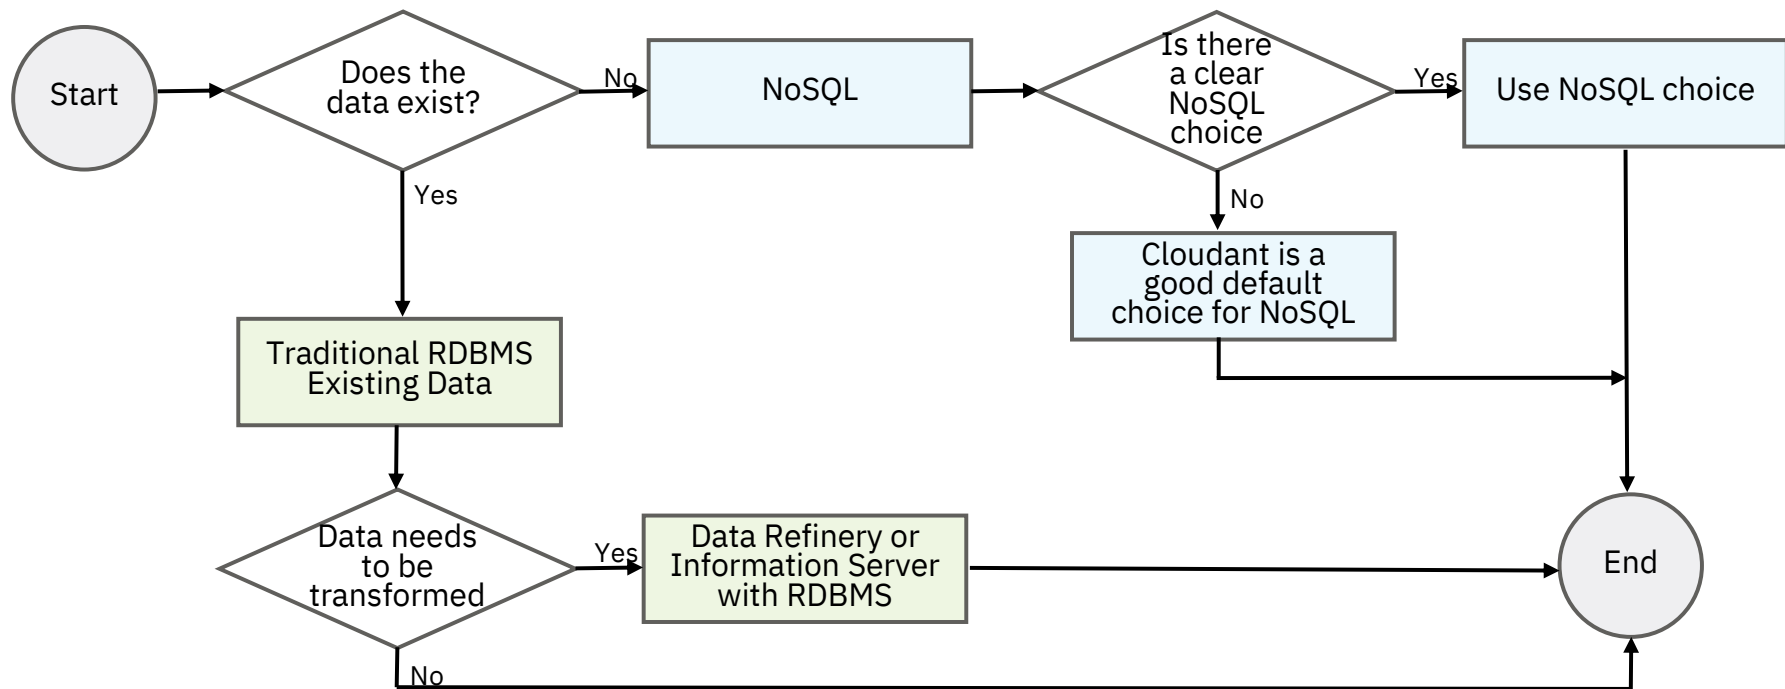 Start
Does the
data exist?
No
NoSQL
Is there
a clear
NoSQL
choice
Yes
Use NoSQL choice
Yes
No
Cloudant is a
good default
choice for NoSQL
Traditional RDBMS
Existing Data
Data needs
to be
transformed
Yes
Data Refinery or
Information Server
with RDBMS
End
No